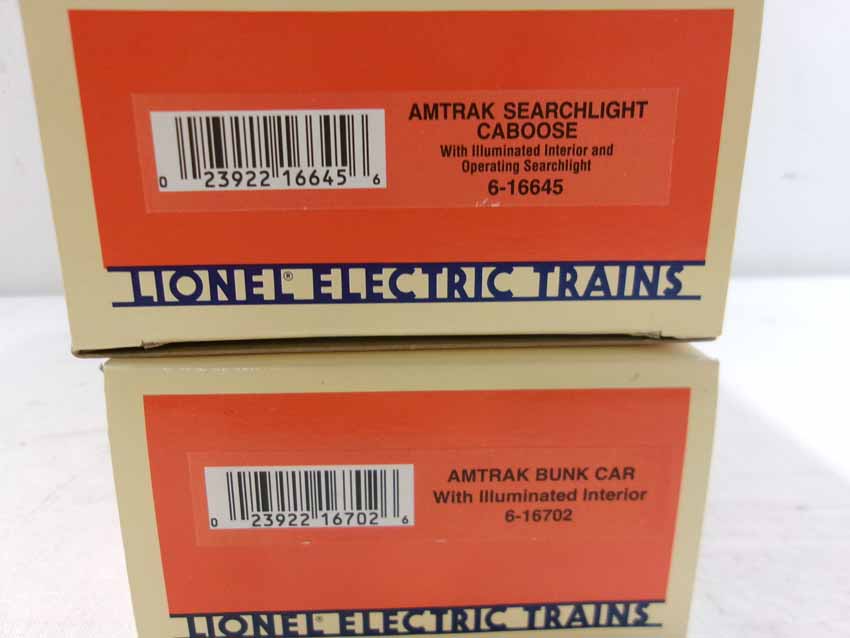 AMTRAK SEARCHLIGHT
CABOOSE
With Illuminated Interior and
Operating Searchlight
6-16645
0 23922 16645 6
LIONEL® ELECTRIC TRAINS
AMTRAK BUNK CAR
With Illuminated Interior
6-16702
0 23922 16702 6
LIONEL® ELECTRIC TRAINS